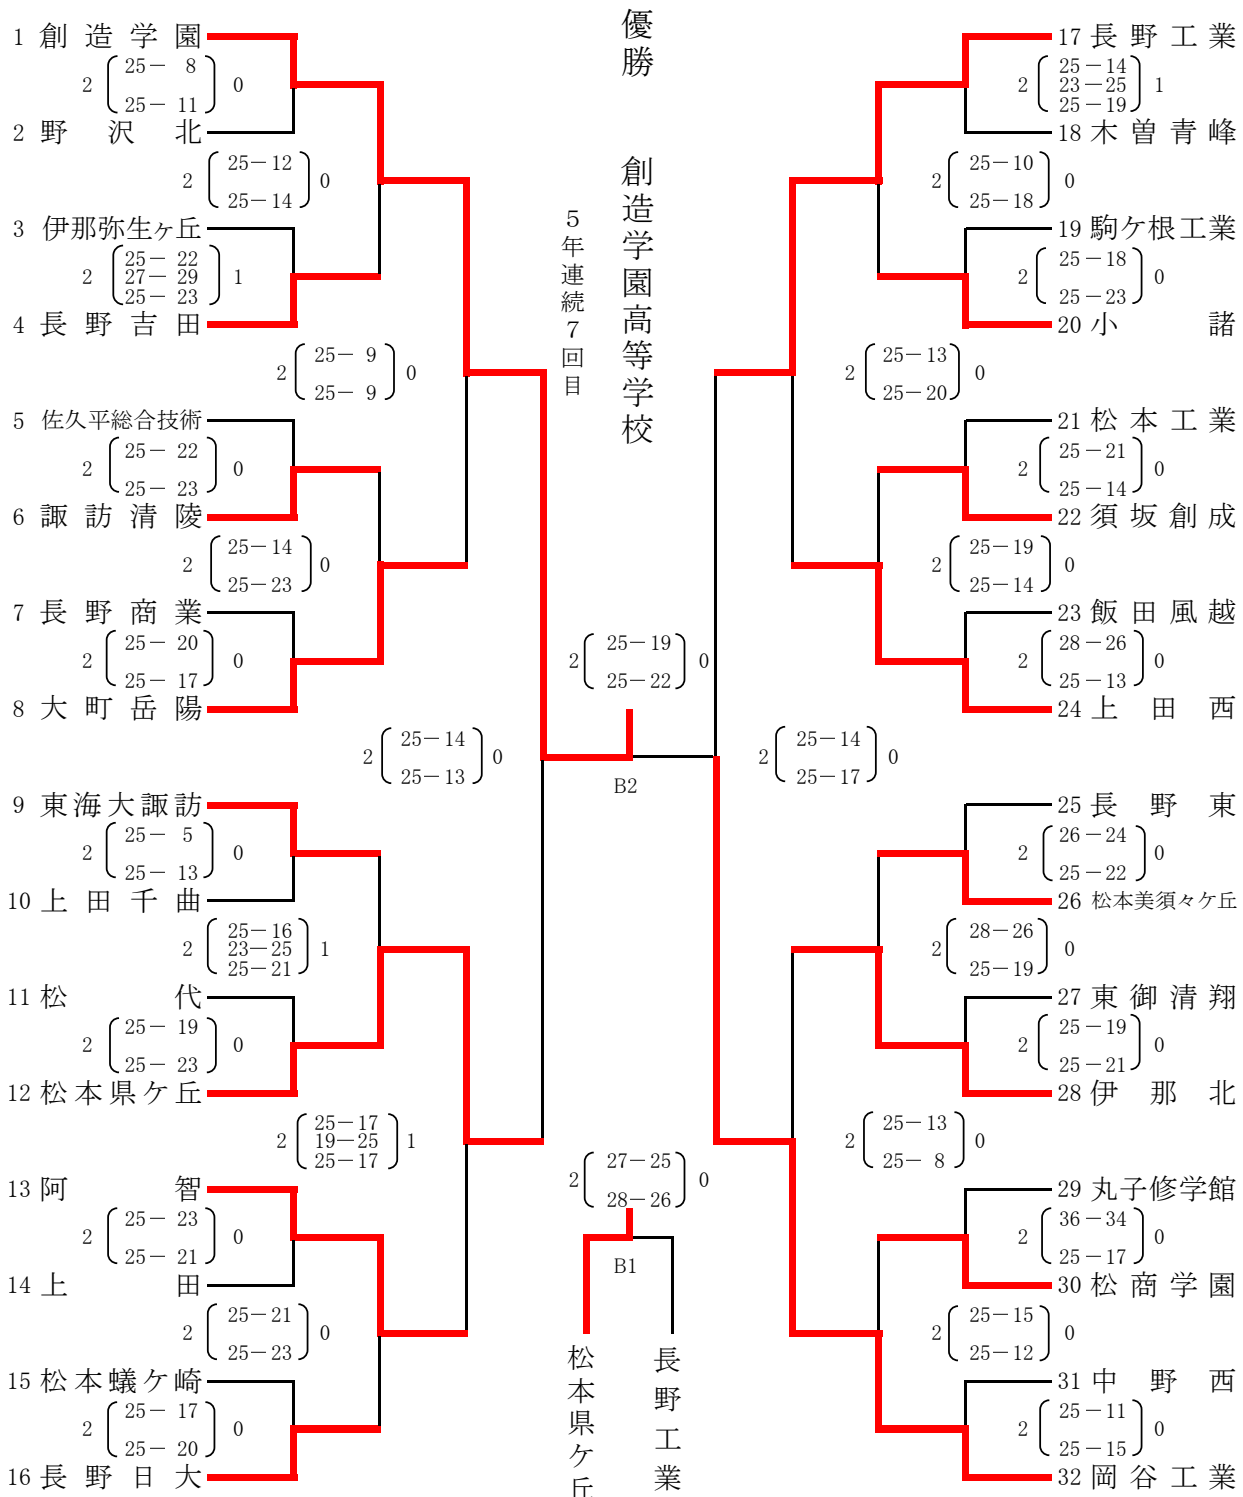 優勝
創造学園高等学校
5年連続7回目
1 創造学園
2 (25－ 8 0
25－ 11)
2 野沢北
2 (25－12 0
25－14)
3 伊那弥生ヶ丘
2 (25－ 22
27－ 29 1
25－ 23)
4 長野吉田
2 (25－ 9 0
25－ 9)
5 佐久平総合技術
2 (25－ 22 0
25－ 23)
6 諏訪清陵
2 (25－14 0
25－23)
7 長野商業
2 (25－ 20 0
25－ 17)
8 大町岳陽
2 (25－14 0
25－13)
9 東海大諏訪
2 (25－ 5 0
25－ 13)
10 上田千曲
2 (25－16
23－25 1
25－21)
11 松代
2 (25－ 19 0
25－ 23)
12 松本県ケ丘
2 (25－17
19－25 1
25－17)
13 阿智
2 (25－ 23 0
25－ 21)
14 上田
2 (25－21 0
25－23)
15 松本蟻ケ崎
2 (25－ 17 0
25－ 20)
16 長野日大
2 (25－19 0
25－22)
B2
2 (27－25 0
28－26)
B1
松本県ケ丘
長野工業
17 長野工業
2 (25－14
23－25 1
25－19)
18 木曽青峰
2 (25－10 0
25－18)
19 駒ケ根工業
2 (25－18 0
25－23)
20 小諸
2 (25－13 0
25－20)
21 松本工業
2 (25－21 0
25－14)
22 須坂創成
2 (25－19 0
25－14)
23 飯田風越
2 (28－26 0
25－13)
24 上田西
2 (25－14 0
25－17)
25 長野東
2 (26－24 0
25－22)
26 松本美須々ケ丘
2 (28－26 0
25－19)
27 東御清翔
2 (25－19 0
25－21)
28 伊那北
2 (25－13 0
25－ 8)
29 丸子修学館
2 (36－34 0
25－17)
30 松商学園
2 (25－15 0
25－12)
31 中野西
2 (25－11 0
25－15)
32 岡谷工業